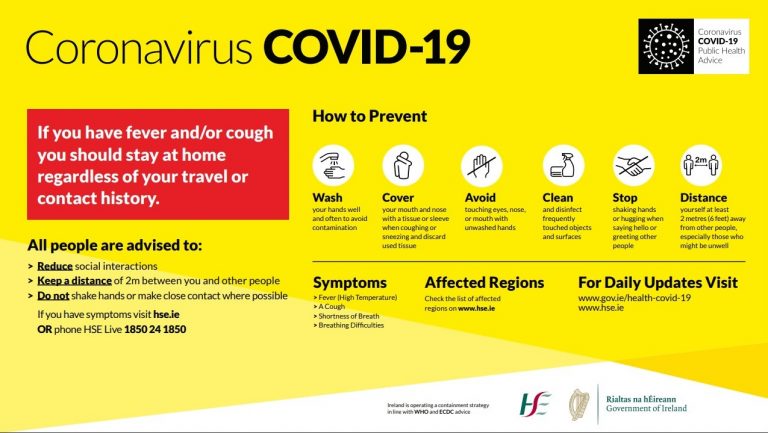 Coronavirus COVID-19
Coronavirus
COVID-19
Public Health
Advice
If you have fever and/or cough
you should stay at home
regardless of your travel or
contact history.
All people are advised to:
> Reduce social interactions
> Keep a distance of 2m between you and other people
> Do not shake hands or make close contact where possible
If you have symptoms visit hse.ie
OR phone HSE Live 1850 24 1850
How to Prevent
Wash
your hands well
and often to avoid
contamination
Cover
your mouth and nose
with a tissue or sleeve
when coughing or
sneezing and discard
used tissue
Avoid
touching eyes, nose,
or mouth with
unwashed hands
Clean
and disinfect
frequently
touched objects
and surfaces
Stop
shaking hands
or hugging when
saying hello or
greeting other
people
2m
Distance
yourself at least
2 metres (6 feet) away
from other people,
especially those who
might be unwell
Symptoms
> Fever (High Temperature)
> A Cough
> Shortness of Breath
> Breathing Difficulties
Affected Regions
Check the list of affected
regions on www.hse.ie
For Daily Updates Visit
www.gov.ie/health-covid-19
www.hse.ie
Ireland is operating a containment strategy
in line with WHO and ECDC advice
Rialtas na hÉireann
Government of Ireland